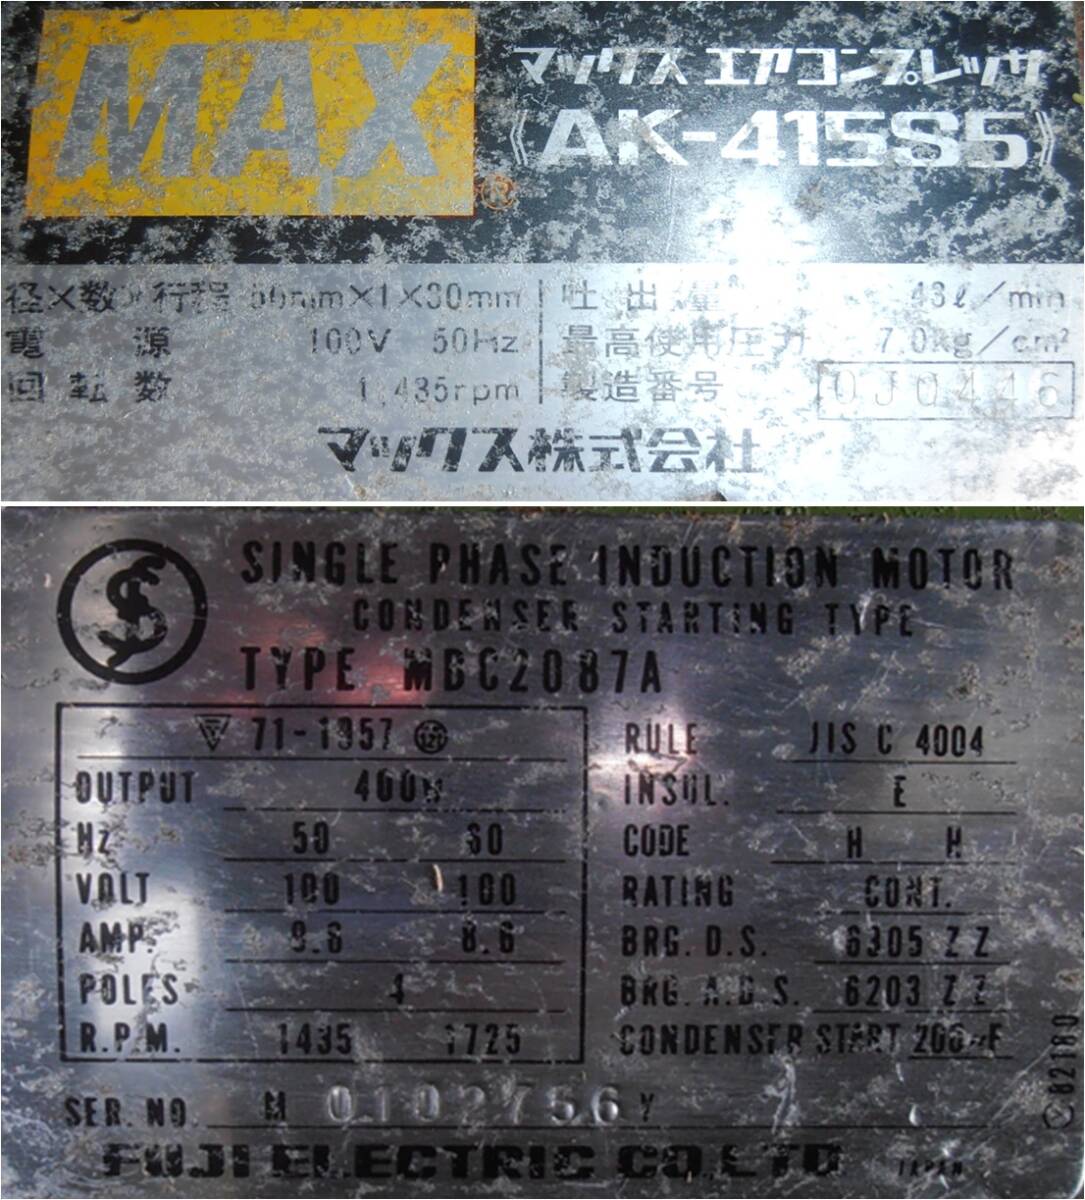 MAX ®
マックス エアコンプレッサ
《AK-415S5》
径×数×行程 60mm×1×30mm
吐出量 43ℓ/min
電源 100V 50Hz
最高使用圧力 7.0kg/cm²
回転数 1,435rpm
製造番号 0J0446
マックス株式会社
SINGLE PHASE INDUCTION MOTOR
CONDENSER STARTING TYPE
TYPE MBC2087A
71-1957
OUTPUT 400W
Hz 50 60
VOLT 100 100
AMP. 9.6 8.6
POLES 4
R.P.M. 1435 1725
RULE JIS C 4004
INSUL. E
CODE H H
RATING CONT.
BRG. D.S. 6305 ZZ
BRG. A.D.S. 6203 ZZ
CONDENSER START 200μF
SER. NO. M 0102756 Y
FUJI ELECTRIC CO., LTD JAPAN
82180